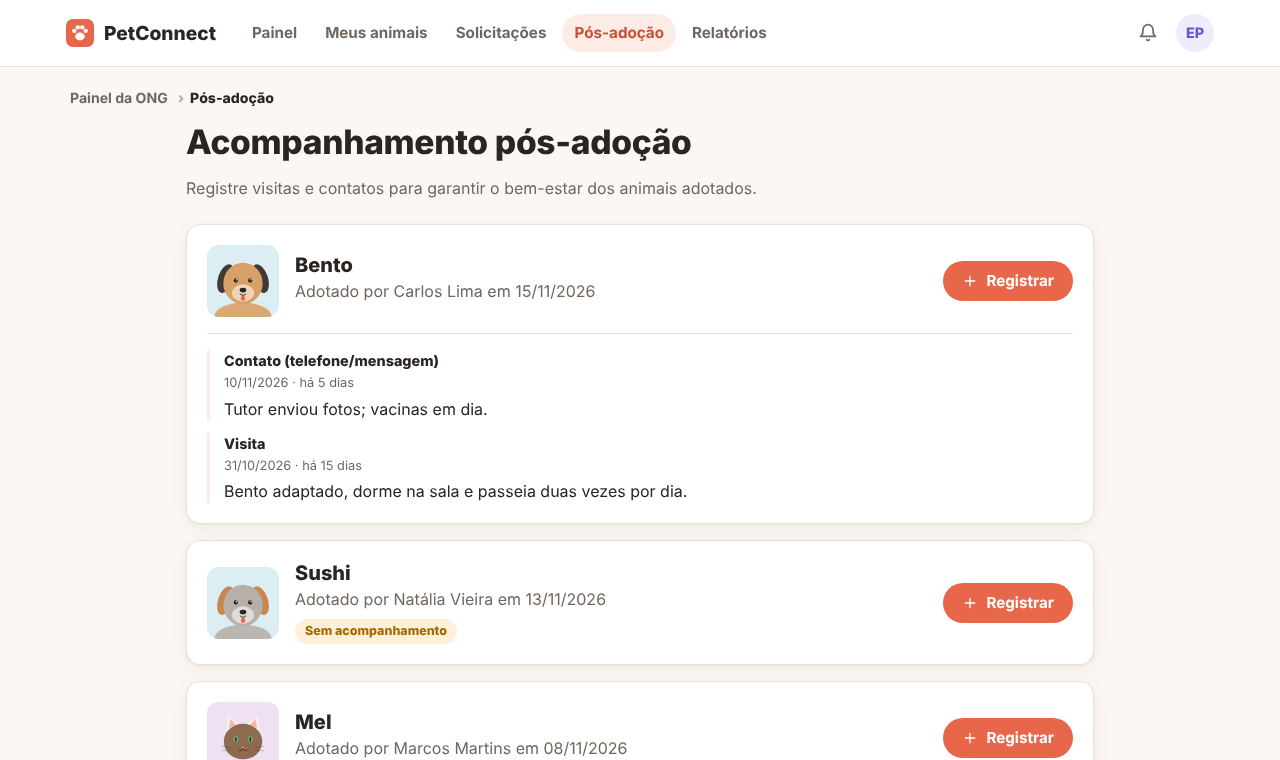 PetConnect
Painel
Meus animais
Solicitações
Pós-adoção
Relatórios
EP
Painel da ONG › Pós-adoção
Acompanhamento pós-adoção
Registre visitas e contatos para garantir o bem-estar dos animais adotados.
Bento
Adotado por Carlos Lima em 15/11/2026
+ Registrar
Contato (telefone/mensagem)
10/11/2026 · há 5 dias
Tutor enviou fotos; vacinas em dia.
Visita
31/10/2026 · há 15 dias
Bento adaptado, dorme na sala e passeia duas vezes por dia.
Sushi
Adotado por Natália Vieira em 13/11/2026
Sem acompanhamento
+ Registrar
Mel
Adotado por Marcos Martins em 08/11/2026
+ Registrar